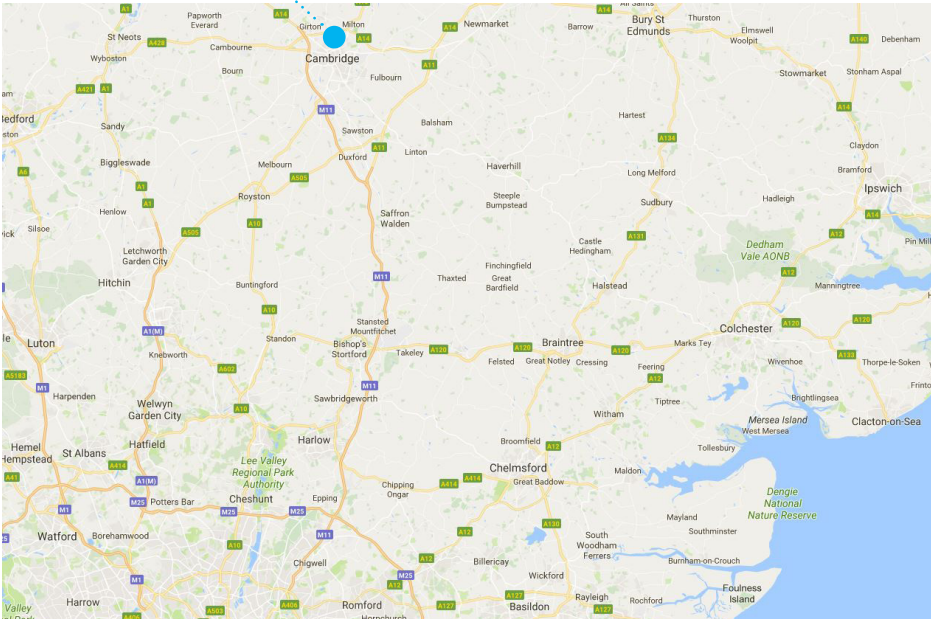 A1
Papworth
Everard
A14
Girton
Milton
A14
A14
Newmarket
Barrow
A14
Bury St
Edmunds
Thurston
Elmswell
Woolpit
A140
Debenham
St Neots
A428
Cambourne
A14
Cambridge
Wyboston
Bourn
Fulbourn
A11
Stowmarket
Stonham Aspal
A421
A1
M11
A14
Hartest
Sandy
Sawston
Balsham
A134
Claydon
Biggleswade
Melbourn
Duxford
A11
Linton
Haverhill
Long Melford
Bramford
A6
A505
A1
Royston
Steeple
Bumpstead
Sudbury
Hadleigh
Ipswich
A1
Henlow
Saffron
Walden
A14
Silsoe
A505
A10
A131
A12
Pin Mill
Letchworth
Garden City
Castle
Hedingham
Dedham
Vale AONB
Hitchin
Buntingford
M11
Thaxted
Finchingfield
Great
Bardfield
Halstead
A12
Manningtree
A10
Stansted
Mountfitchet
Colchester
A120
A120
Luton
A1(M)
Knebworth
Standon
Bishop's
Stortford
Takeley
A120
A120
Braintree
A120
Marks Tey
A5183
A602
Felsted
Great Notley
Cressing
Feering
Wivenhoe
A133
Thorpe-le-Soken
M1
Harpenden
M11
A12
Sawbridgeworth
Tiptree
Brightlingsea
Welwyn
Garden City
A10
Witham
Mersea Island
West Mersea
Clacton-on-Sea
Hemel
Hempstead
St Albans
Hatfield
Harlow
Broomfield
A12
Tollesbury
A41
A414
Lee Valley
Regional Park
Authority
Chelmsford
Maldon
A1(M)
Chipping
Ongar
A414
A414
Great Baddow
Dengie
National
Nature Reserve
M1
M25
Potters Bar
Cheshunt
M25
M25
Epping
Watford
Borehamwood
M11
A12
A130
Mayland
Southminster
A10
South
Woodham
Ferrers
Chigwell
A12
Billericay
Burnham-on-Crouch
M1
M25
A12
Wickford
Foulness
Island
Valley
Harrow
A503
A406
Romford
A127
A127
Basildon
Rayleigh
A127
Rochford
A406
Hornchurch